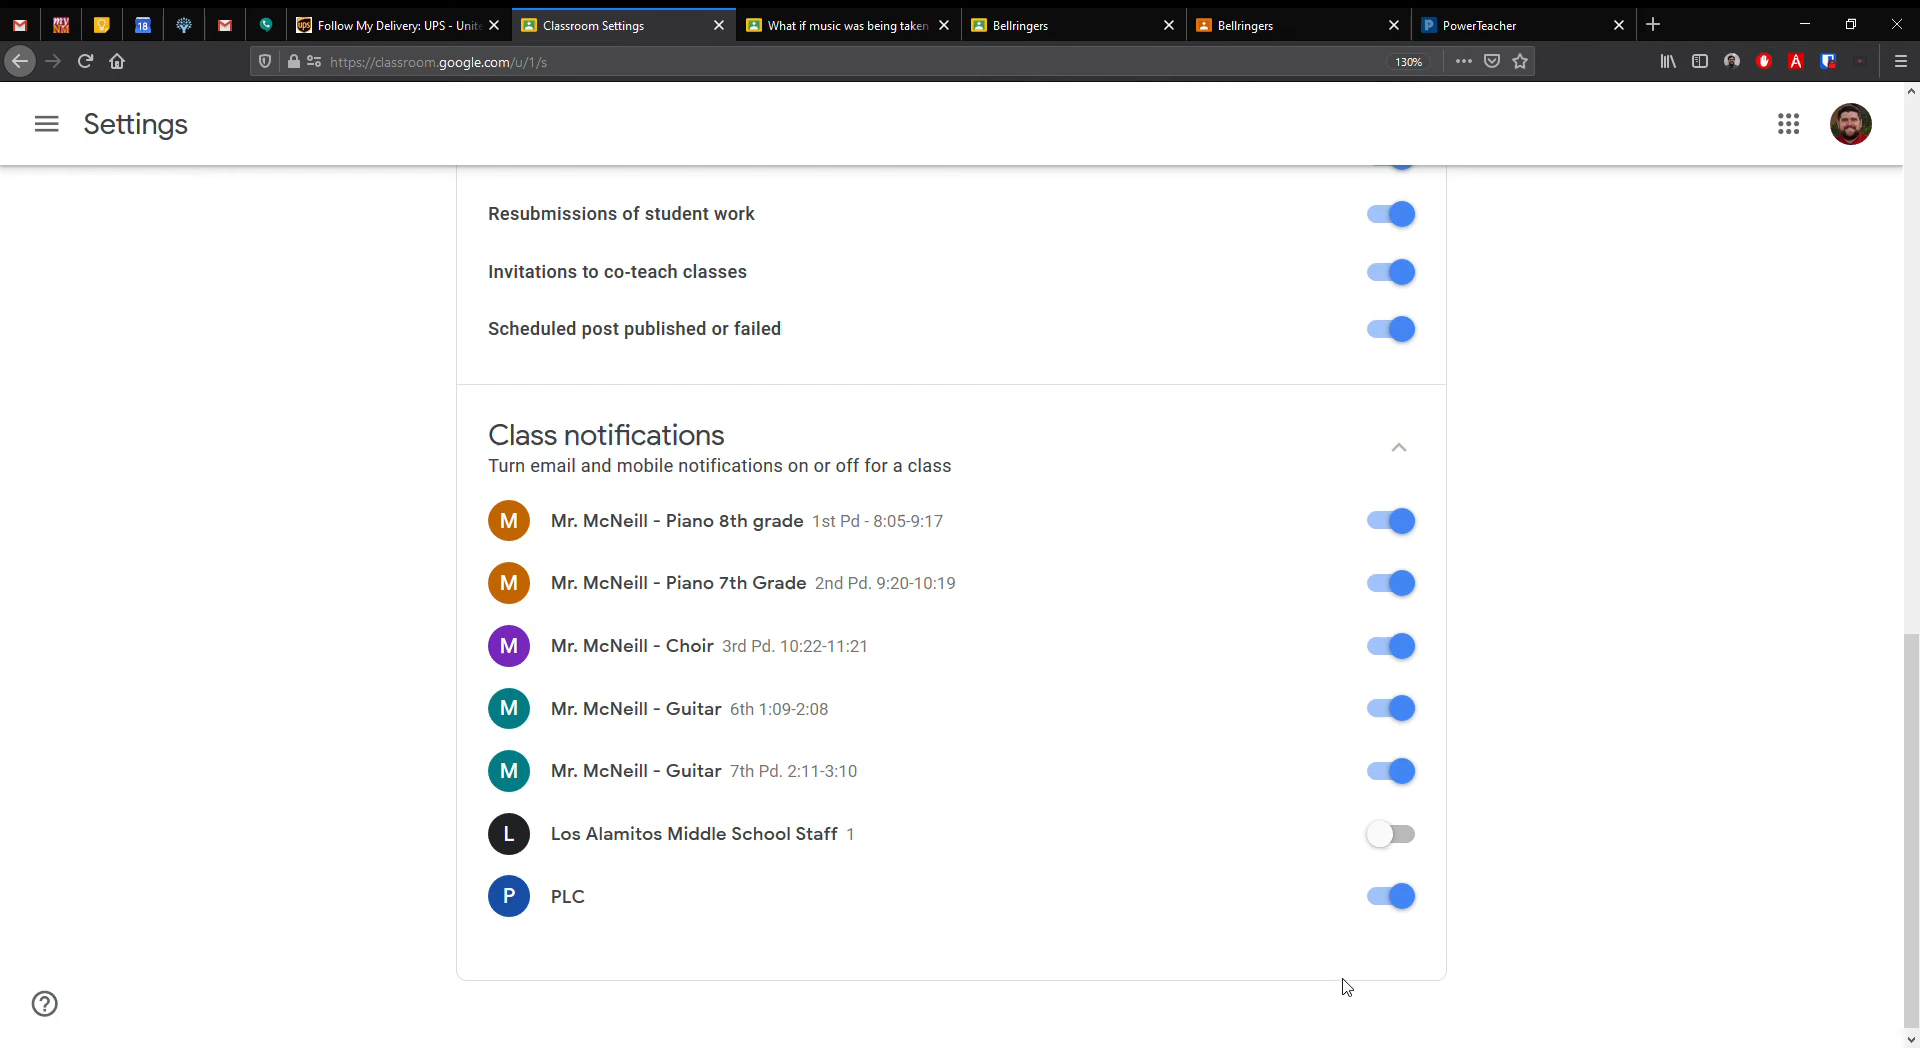 Follow My Delivery: UPS - Unite
Classroom Settings
What if music was being taken
Bellringers
Bellringers
PowerTeacher
https://classroom.google.com/u/1/s
130%
Settings
Resubmissions of student work
Invitations to co-teach classes
Scheduled post published or failed
Class notifications
Turn email and mobile notifications on or off for a class
M Mr. McNeill - Piano 8th grade 1st Pd - 8:05-9:17
M Mr. McNeill - Piano 7th Grade 2nd Pd. 9:20-10:19
M Mr. McNeill - Choir 3rd Pd. 10:22-11:21
M Mr. McNeill - Guitar 6th 1:09-2:08
M Mr. McNeill - Guitar 7th Pd. 2:11-3:10
L Los Alamitos Middle School Staff 1
P PLC